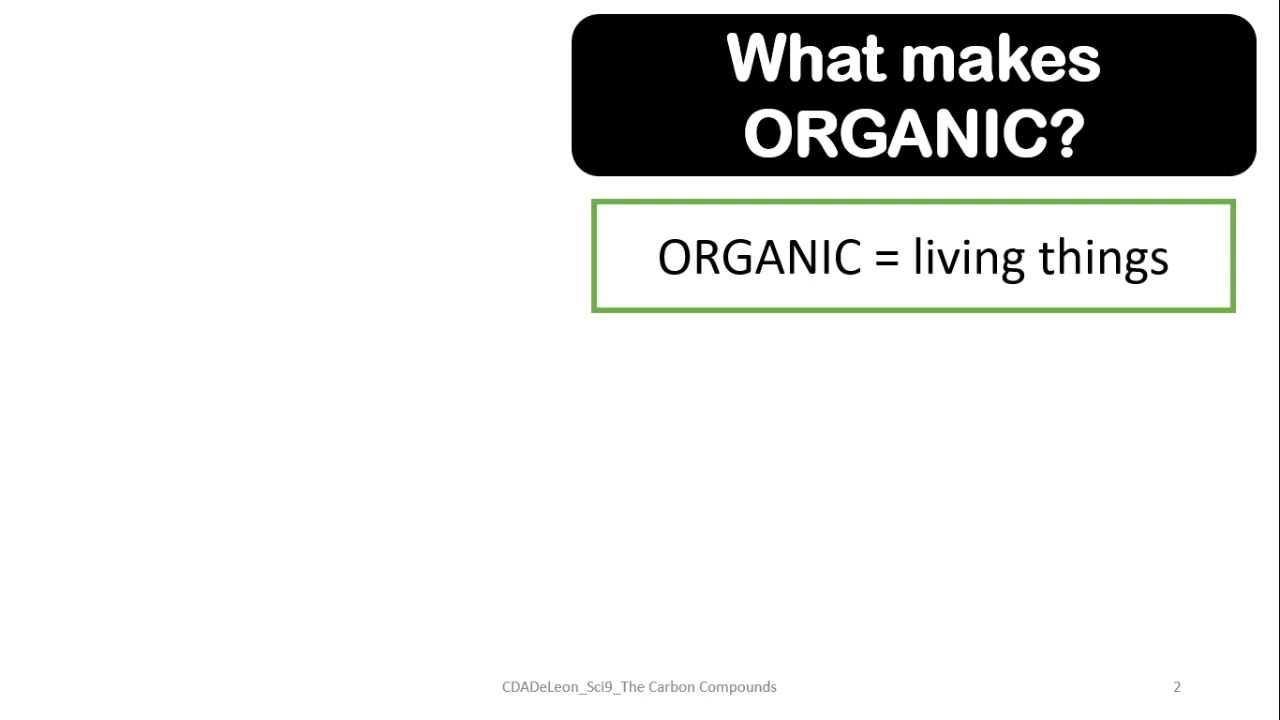 What makes
ORGANIC?
ORGANIC = living things
CDADeLeon_Sci9_The Carbon Compounds
2